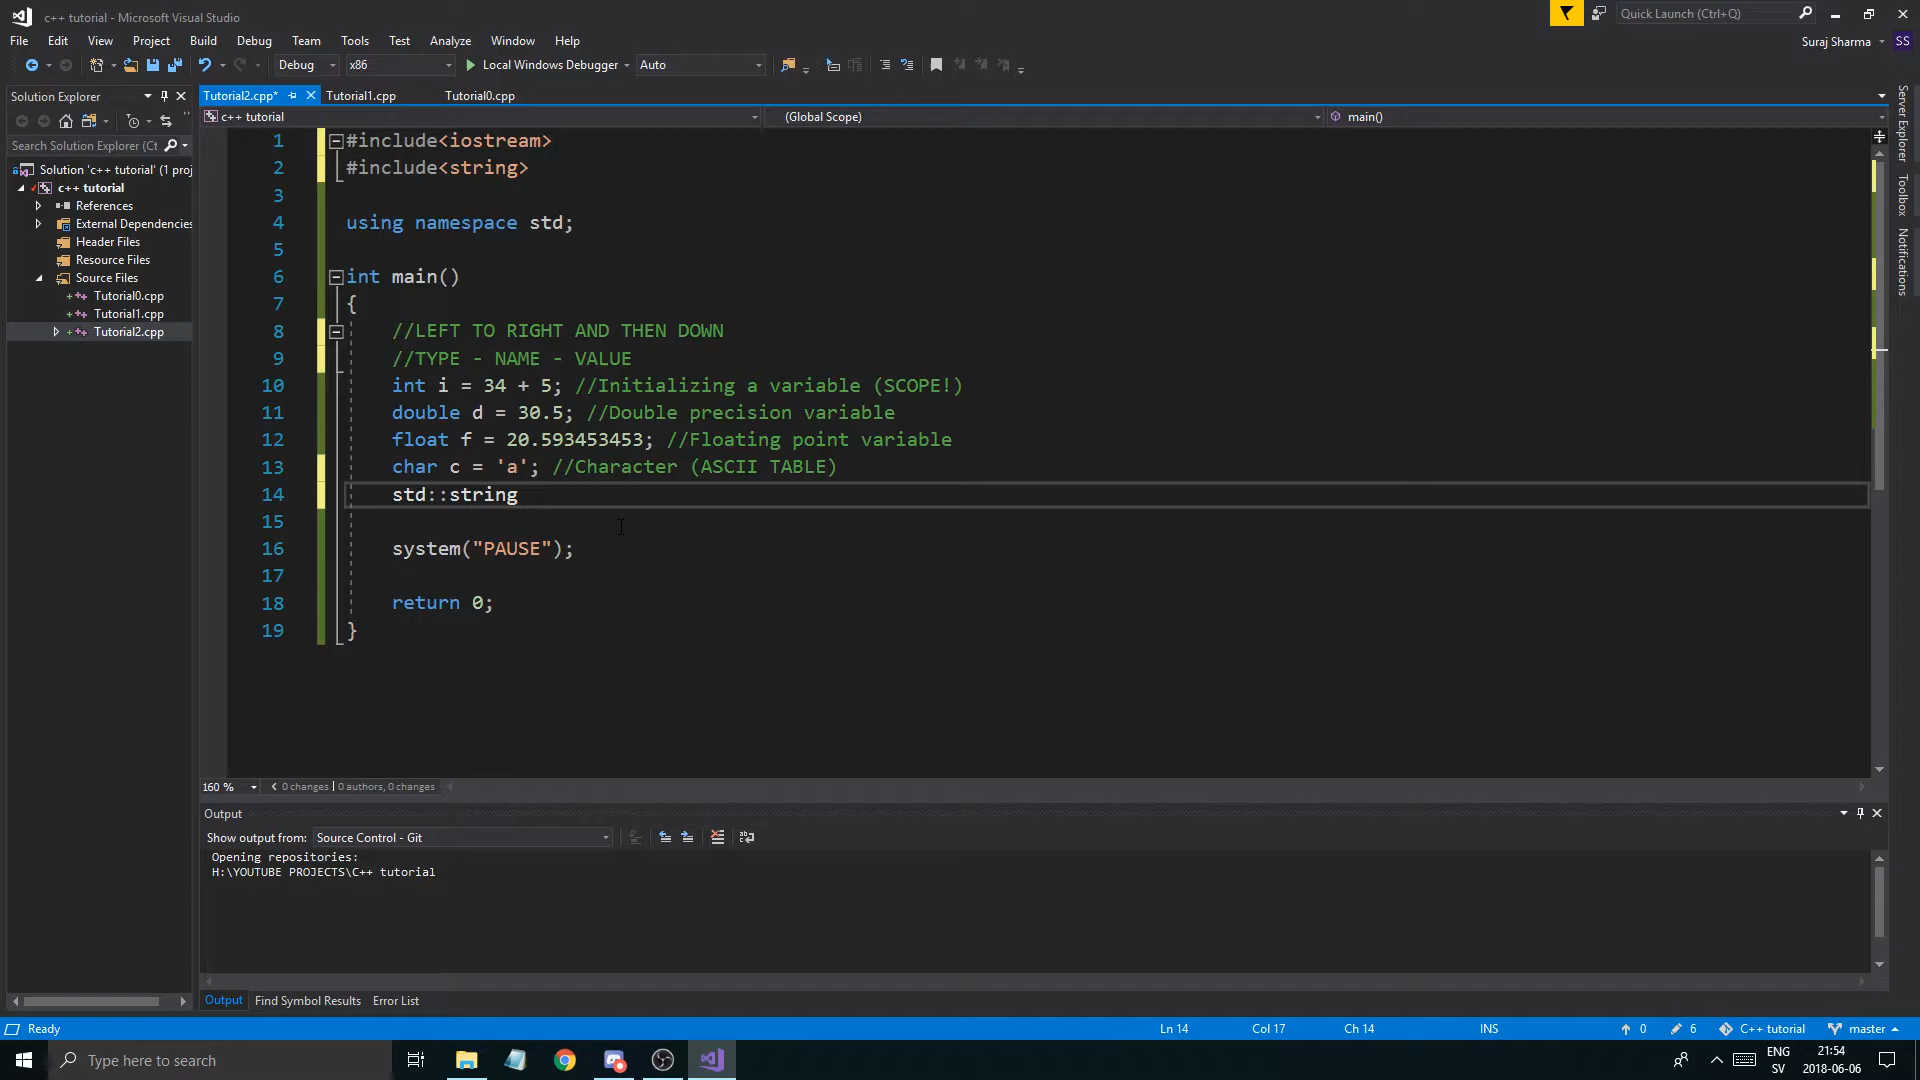 c++ tutorial - Microsoft Visual Studio
Quick Launch (Ctrl+Q)
File Edit View Project Build Debug Team Tools Test Analyze Window Help
Suraj Sharma SS
Debug x86 Local Windows Debugger Auto
Solution Explorer
Tutorial2.cpp* Tutorial1.cpp Tutorial0.cpp
c++ tutorial (Global Scope) main()
Search Solution Explorer (Ct
Solution 'c++ tutorial' (1 proj
c++ tutorial
References
External Dependencies
Header Files
Resource Files
Source Files
Tutorial0.cpp
Tutorial1.cpp
Tutorial2.cpp
1 #include<iostream>
2 #include<string>
3
4 using namespace std;
5
6 int main()
7 {
8 //LEFT TO RIGHT AND THEN DOWN
9 //TYPE - NAME - VALUE
10 int i = 34 + 5; //Initializing a variable (SCOPE!)
11 double d = 30.5; //Double precision variable
12 float f = 20.593453453; //Floating point variable
13 char c = 'a'; //Character (ASCII TABLE)
14 std::string
15
16 system("PAUSE");
17
18 return 0;
19 }
Server Explorer
Toolbox
Notifications
160 % 0 changes | 0 authors, 0 changes
Output
Show output from: Source Control - Git
Opening repositories:
H:\YOUTUBE PROJECTS\C++ tutorial
Output Find Symbol Results Error List
Ready Ln 14 Col 17 Ch 14 INS 0 6 C++ tutorial master
Type here to search
ENG
SV
21:54
2018-06-06